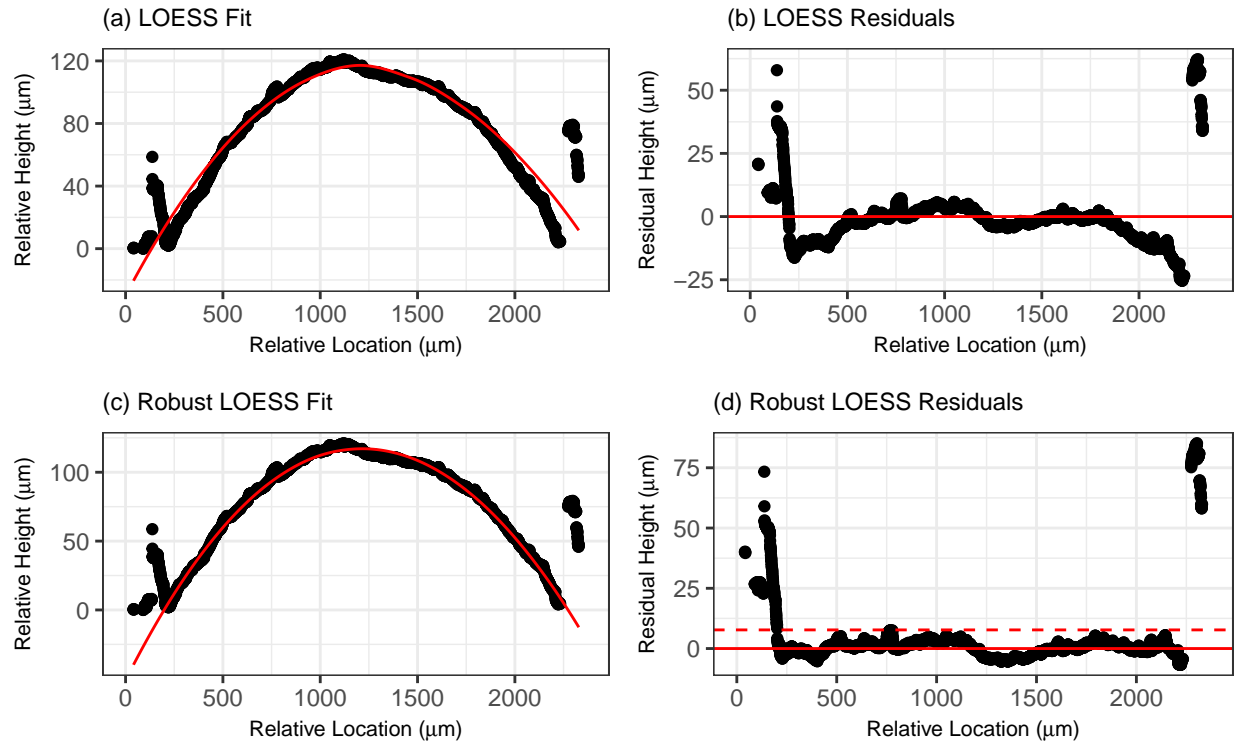 (a) LOESS Fit
Relative Height (μm)
120
80
40
0
0 500 1000 1500 2000
Relative Location (μm)
(b) LOESS Residuals
Residual Height (μm)
50
25
0
−25
0 500 1000 1500 2000
Relative Location (μm)
(c) Robust LOESS Fit
Relative Height (μm)
100
50
0
0 500 1000 1500 2000
Relative Location (μm)
(d) Robust LOESS Residuals
Residual Height (μm)
75
50
25
0
0 500 1000 1500 2000
Relative Location (μm)